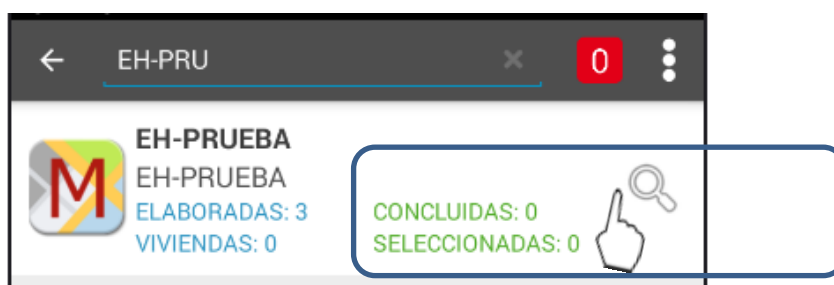 EH-PRU
0
M
EH-PRUEBA
EH-PRUEBA
ELABORADAS: 3 CONCLUIDAS: 0
VIVIENDAS: 0 SELECCIONADAS: 0